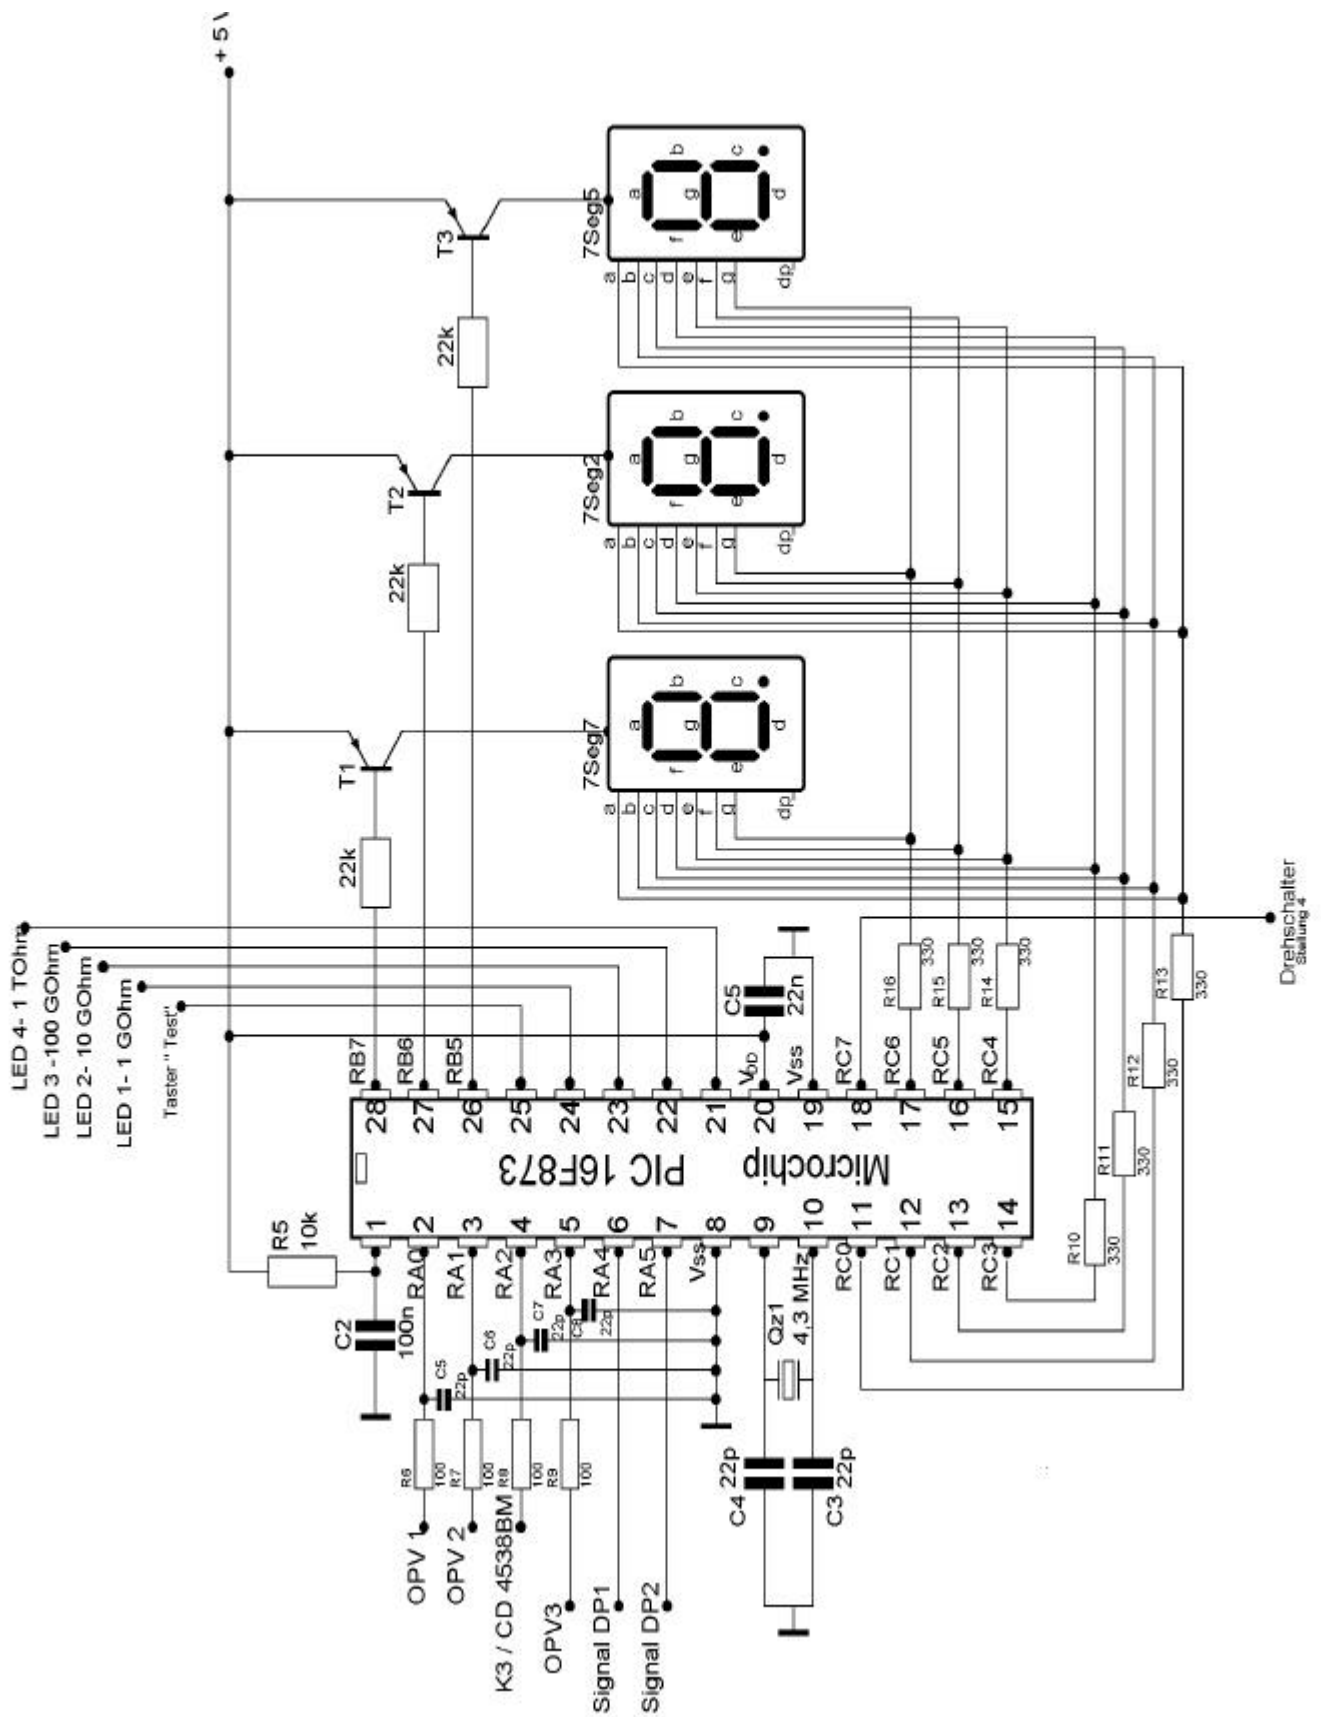 + 5 V
LED 4- 1 TOhm
LED 3 -100 GOhm
LED 2- 10 GOhm
LED 1- 1 GOhm
Taster " Test"
T3
T2
T1
22k
22k
22k
7Seg5
a
b
c
d
e
f
g
a
b
c
d
e
f
g
dp
7Seg2
a
b
c
d
e
f
g
a
b
c
d
e
f
g
dp
7Seg7
a
b
c
d
e
f
g
a
b
c
d
e
f
g
dp
RB7
RB6
RB5
C5
22n
VDD
Vss
RC7
RC6
RC5
RC4
28
27
26
25
24
23
22
21
20
19
18
17
16
15
PIC 16F873
Microchip
1
2
3
4
5
6
7
8
9
10
11
12
13
14
R5
10k
C2
100n
RA0
RA1
RA2
RA3
RA4
RA5
Vss
RC0
RC1
RC2
RC3
C5
22p
C6
22p
C7
22p
C8
22p
R6
100
R7
100
R8
100
R9
100
OPV 1
OPV 2
K3 / CD 4538BM
OPV3
Signal DP1
Signal DP2
Qz1
4,3 MHz
C4
22p
C3
22p
R16
330
R15
330
R14
330
R13
330
R12
330
R11
330
R10
330
Drehschalter
Stellung 4